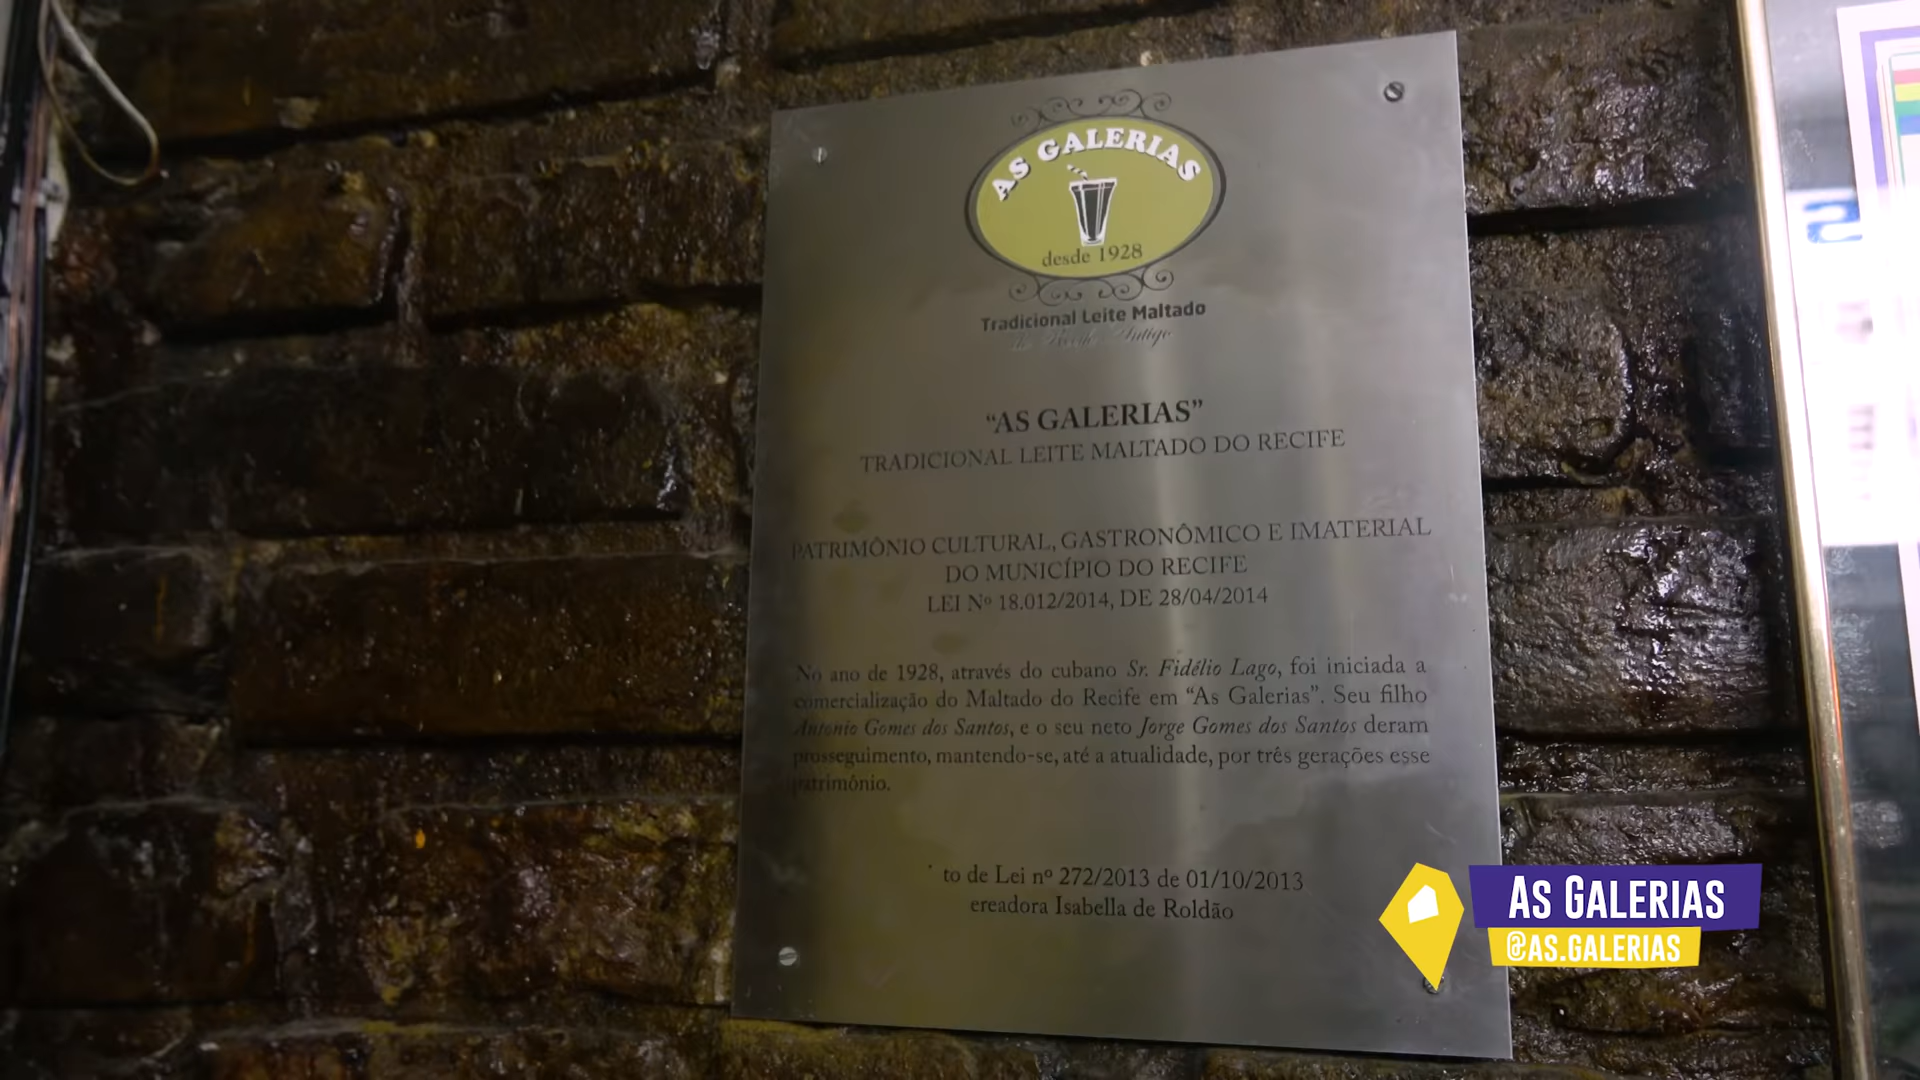 AS GALERIAS
desde 1928
Tradicional Leite Maltado
Antigo
“AS GALERIAS”
TRADICIONAL LEITE MALTADO DO RECIFE
PATRIMÔNIO CULTURAL, GASTRONÔMICO E IMATERIAL
DO MUNICÍPIO DO RECIFE
LEI Nº 18.012/2014, DE 28/04/2014
No ano de 1928, através do cubano Sr. Fidélio Lago, foi iniciada a
comercialização do Maltado do Recife em “As Galerias”. Seu filho
Antonio Gomes dos Santos, e o seu neto Jorge Gomes dos Santos deram
prosseguimento, mantendo-se, até a atualidade, por três gerações esse
patrimônio.
to de Lei nº 272/2013 de 01/10/2013
ereadora Isabella de Roldão
AS GALERIAS
@AS.GALERIAS